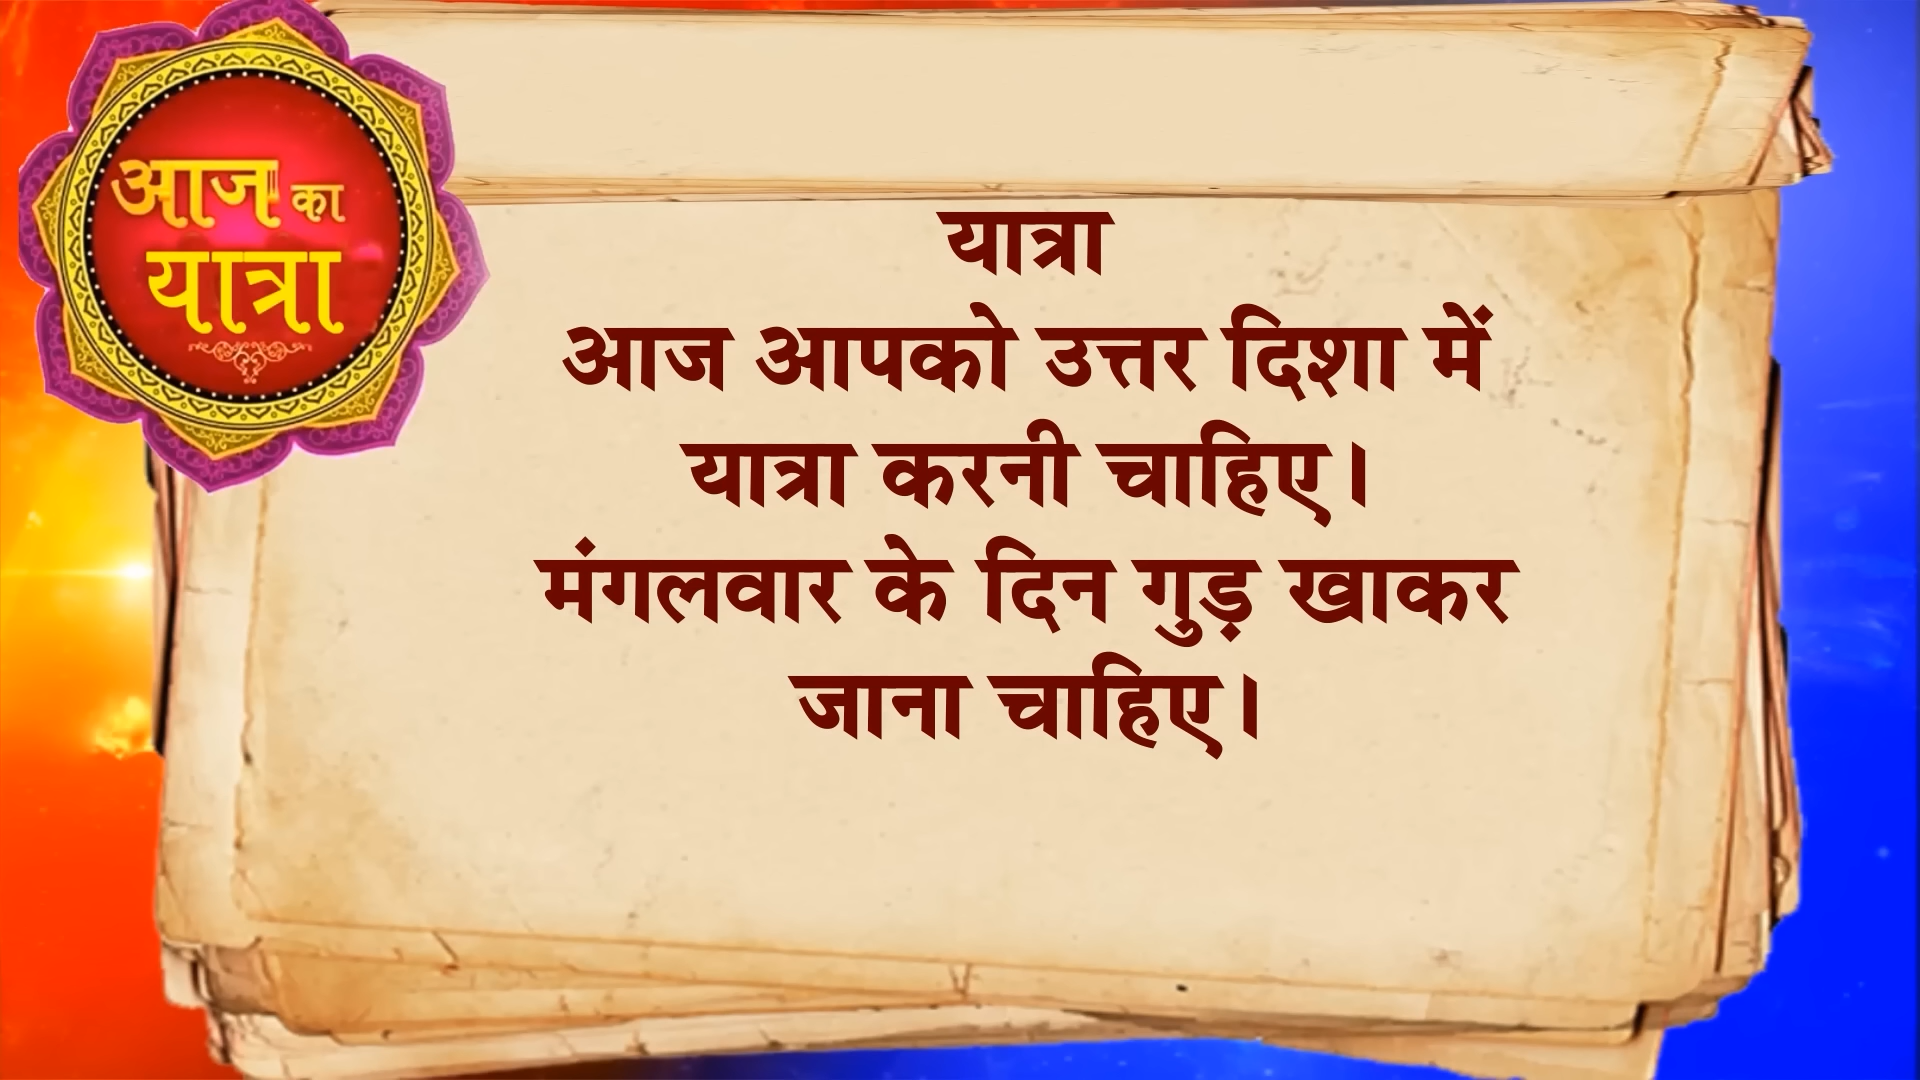 आज का
यात्रा
यात्रा
आज आपको उत्तर दिशा में
यात्रा करनी चाहिए।
मंगलवार के दिन गुड़ खाकर
जाना चाहिए।